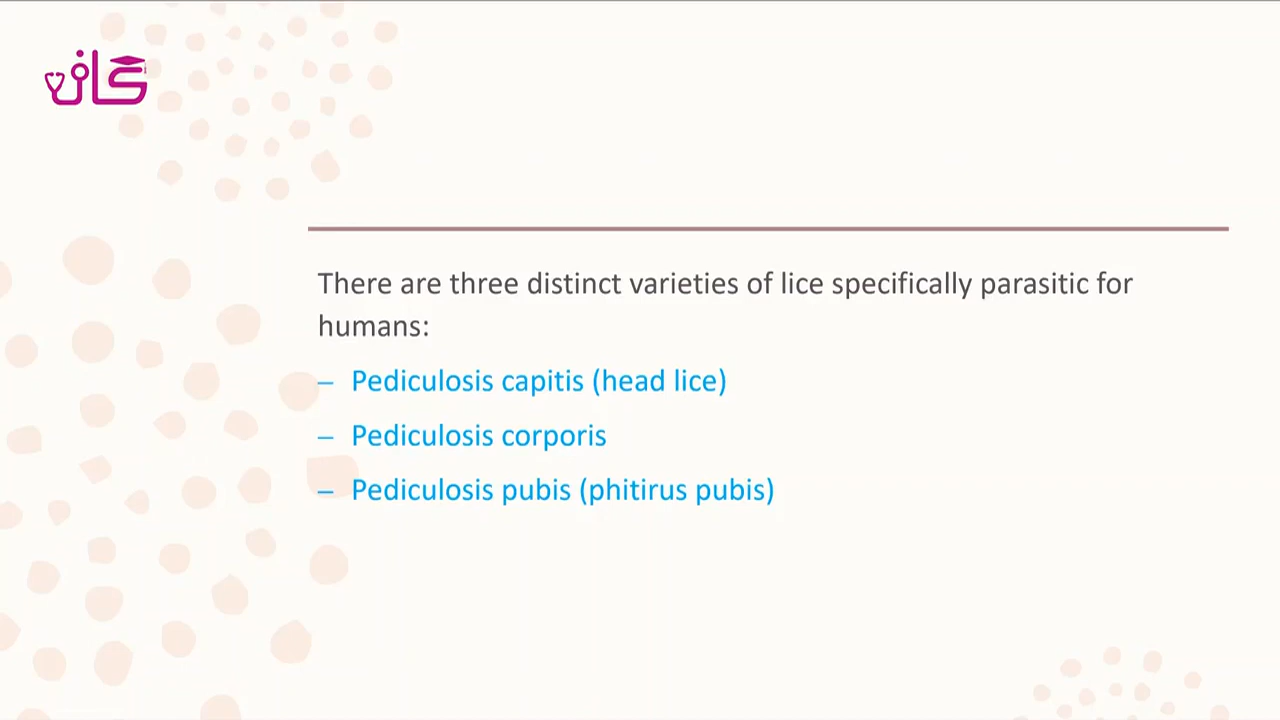 كان
There are three distinct varieties of lice specifically parasitic for
humans:
– Pediculosis capitis (head lice)
– Pediculosis corporis
– Pediculosis pubis (phitirus pubis)